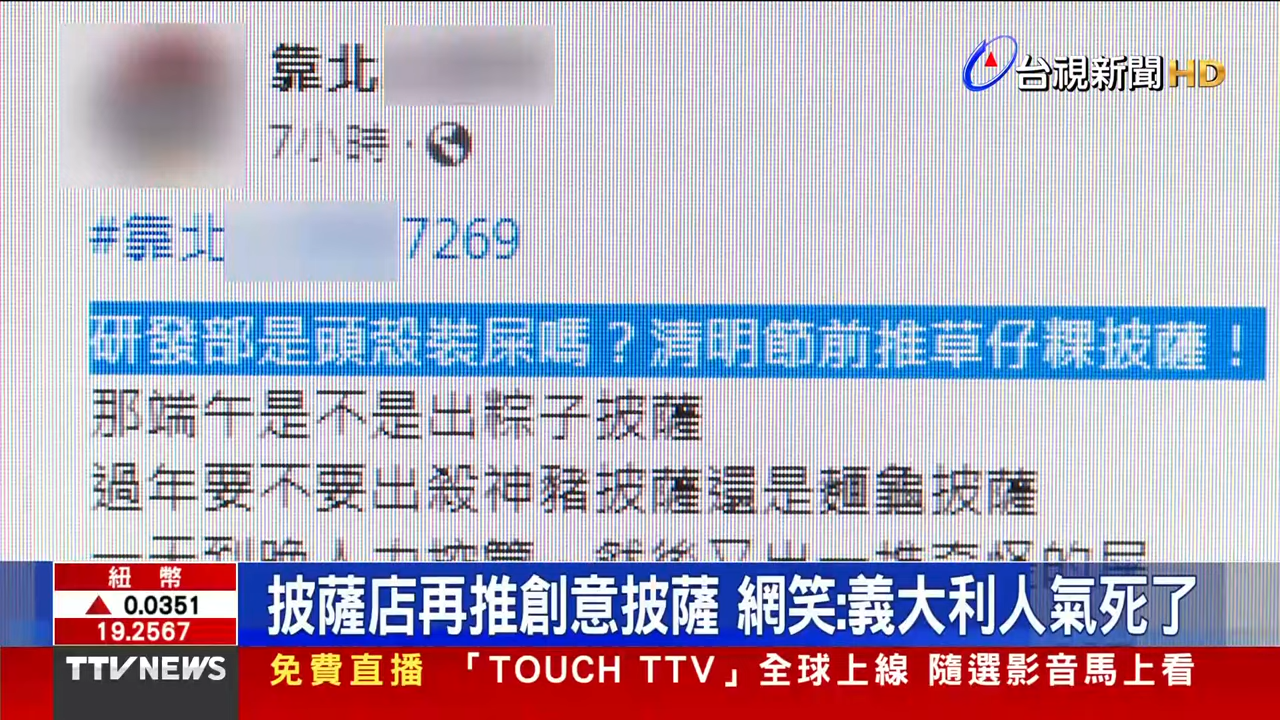 靠北
台視新聞HD
7小時 ·
#靠北 7269
研發部是頭殼裝屎嗎？清明節前推草仔粿披薩！
那端午是不是出粽子披薩
過年要不要出殺神豬披薩還是麵龜披薩
紐 幣
▲ 0.0351
19.2567
披薩店再推創意披薩 網笑:義大利人氣死了
TTV NEWS
免費直播 「TOUCH TTV」全球上線 隨選影音馬上看